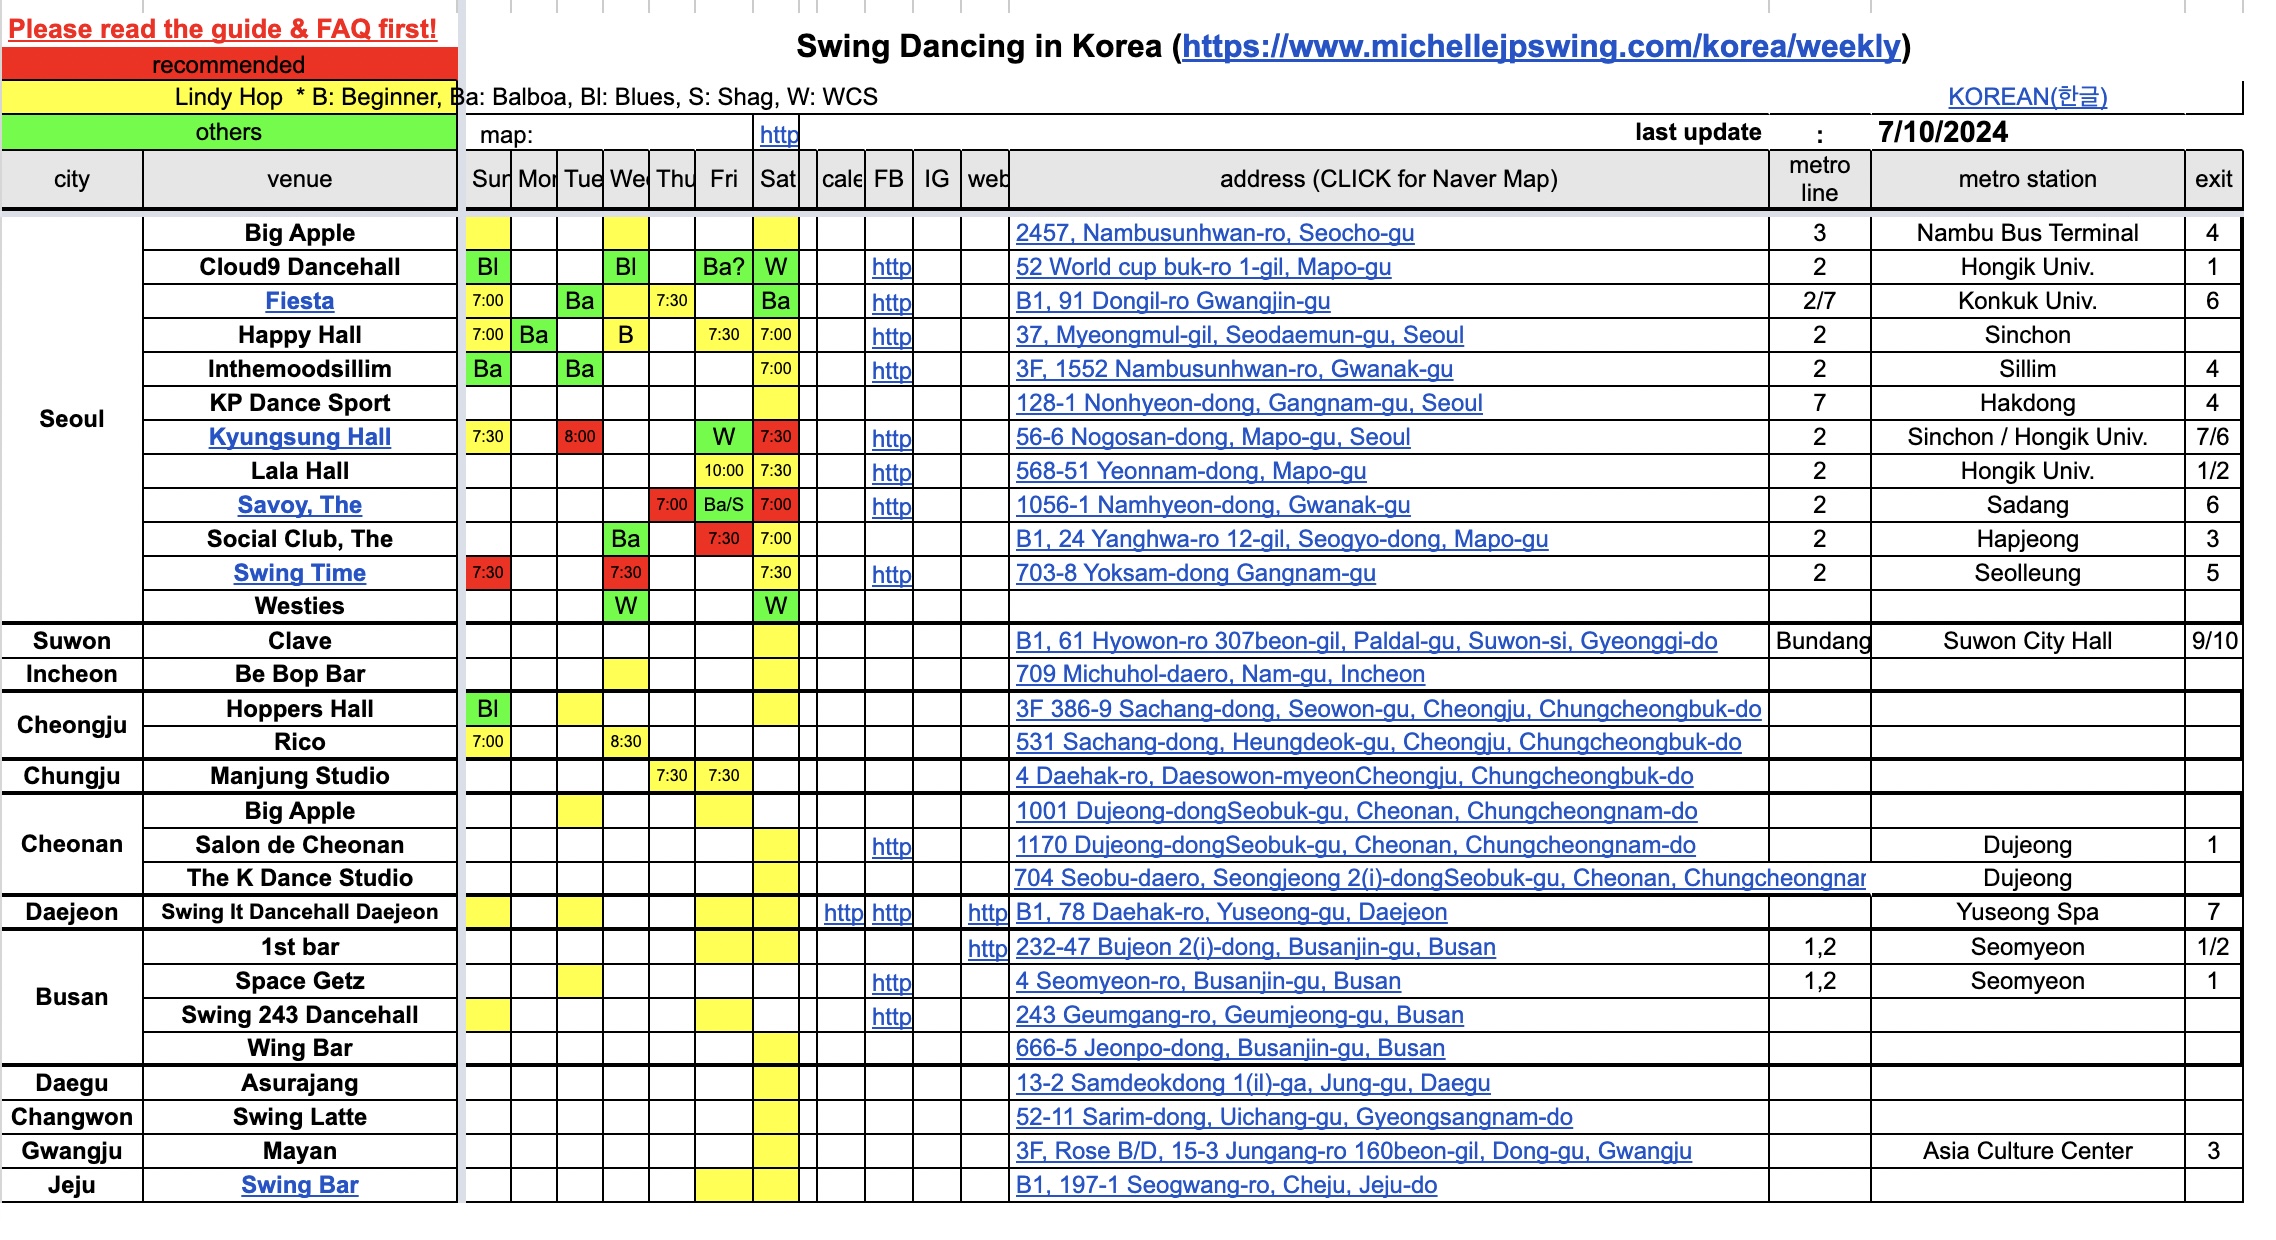 Please read the guide & FAQ first!
Swing Dancing in Korea (https://www.michellejpswing.com/korea/weekly)
recommended
Lindy Hop * B: Beginner, Ba: Balboa, Bl: Blues, S: Shag, W: WCS KOREAN(한글)
others map: http last update : 7/10/2024
city venue Sun Mon Tue Wed Thu Fri Sat cale FB IG web address (CLICK for Naver Map) metro line metro station exit
Seoul
Big Apple 2457, Nambusunhwan-ro, Seocho-gu 3 Nambu Bus Terminal 4
Cloud9 Dancehall Bl Bl Ba? W http 52 World cup buk-ro 1-gil, Mapo-gu 2 Hongik Univ. 1
Fiesta 7:00 Ba 7:30 Ba http B1, 91 Dongil-ro Gwangjin-gu 2/7 Konkuk Univ. 6
Happy Hall 7:00 Ba B 7:30 7:00 http 37, Myeongmul-gil, Seodaemun-gu, Seoul 2 Sinchon
Inthemoodsillim Ba Ba 7:00 http 3F, 1552 Nambusunhwan-ro, Gwanak-gu 2 Sillim 4
KP Dance Sport 128-1 Nonhyeon-dong, Gangnam-gu, Seoul 7 Hakdong 4
Kyungsung Hall 7:30 8:00 W 7:30 http 56-6 Nogosan-dong, Mapo-gu, Seoul 2 Sinchon / Hongik Univ. 7/6
Lala Hall 10:00 7:30 http 568-51 Yeonnam-dong, Mapo-gu 2 Hongik Univ. 1/2
Savoy, The 7:00 Ba/S 7:00 http 1056-1 Namhyeon-dong, Gwanak-gu 2 Sadang 6
Social Club, The Ba 7:30 7:00 B1, 24 Yanghwa-ro 12-gil, Seogyo-dong, Mapo-gu 2 Hapjeong 3
Swing Time 7:30 7:30 7:30 http 703-8 Yoksam-dong Gangnam-gu 2 Seolleung 5
Westies W W
Suwon Clave B1, 61 Hyowon-ro 307beon-gil, Paldal-gu, Suwon-si, Gyeonggi-do Bundang Suwon City Hall 9/10
Incheon Be Bop Bar 709 Michuhol-daero, Nam-gu, Incheon
Cheongju
Hoppers Hall Bl 3F 386-9 Sachang-dong, Seowon-gu, Cheongju, Chungcheongbuk-do
Rico 7:00 8:30 531 Sachang-dong, Heungdeok-gu, Cheongju, Chungcheongbuk-do
Chungju Manjung Studio 7:30 7:30 4 Daehak-ro, Daesowon-myeonCheongju, Chungcheongbuk-do
Cheonan
Big Apple 1001 Dujeong-dongSeobuk-gu, Cheonan, Chungcheongnam-do
Salon de Cheonan http 1170 Dujeong-dongSeobuk-gu, Cheonan, Chungcheongnam-do Dujeong 1
The K Dance Studio 704 Seobu-daero, Seongjeong 2(i)-dongSeobuk-gu, Cheonan, Chungcheongnar Dujeong
Daejeon Swing It Dancehall Daejeon http http http B1, 78 Daehak-ro, Yuseong-gu, Daejeon Yuseong Spa 7
Busan
1st bar http 232-47 Bujeon 2(i)-dong, Busanjin-gu, Busan 1,2 Seomyeon 1/2
Space Getz http 4 Seomyeon-ro, Busanjin-gu, Busan 1,2 Seomyeon 1
Swing 243 Dancehall http 243 Geumgang-ro, Geumjeong-gu, Busan
Wing Bar 666-5 Jeonpo-dong, Busanjin-gu, Busan
Daegu Asurajang 13-2 Samdeokdong 1(il)-ga, Jung-gu, Daegu
Changwon Swing Latte 52-11 Sarim-dong, Uichang-gu, Gyeongsangnam-do
Gwangju Mayan 3F, Rose B/D, 15-3 Jungang-ro 160beon-gil, Dong-gu, Gwangju Asia Culture Center 3
Jeju Swing Bar B1, 197-1 Seogwang-ro, Cheju, Jeju-do